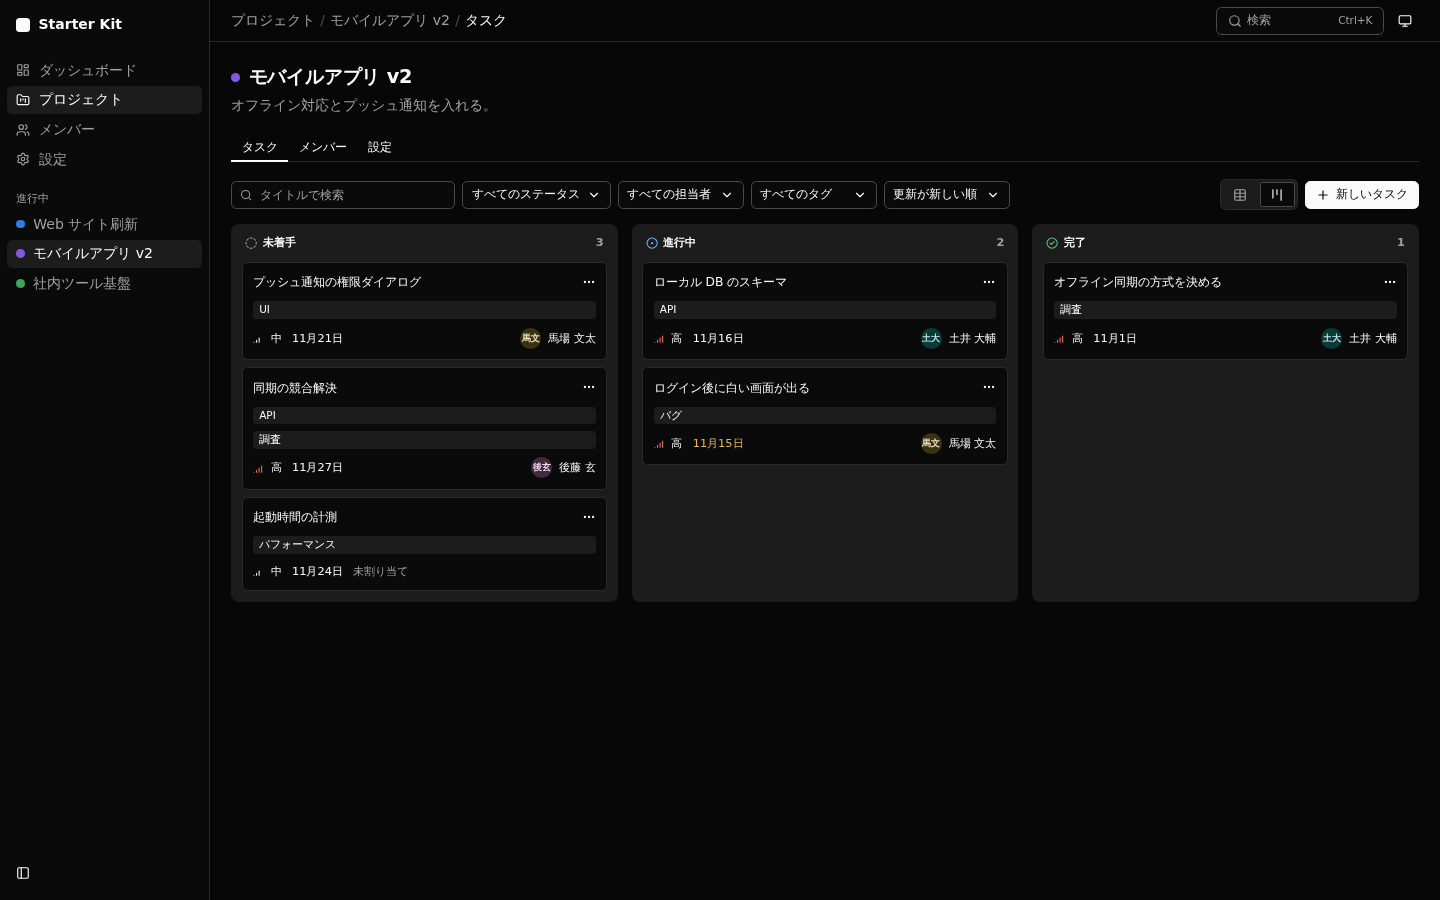 Starter Kit
ダッシュボード
プロジェクト
メンバー
設定
進行中
Web サイト刷新
モバイルアプリ v2
社内ツール基盤
プロジェクト / モバイルアプリ v2 / タスク
検索 Ctrl+K
モバイルアプリ v2
オフライン対応とプッシュ通知を入れる。
タスク メンバー 設定
タイトルで検索 すべてのステータス すべての担当者 すべてのタグ 更新が新しい順 新しいタスク
未着手 3
プッシュ通知の権限ダイアログ
UI
中 11月21日 馬文 馬場 文太
同期の競合解決
API
調査
高 11月27日 後玄 後藤 玄
起動時間の計測
パフォーマンス
中 11月24日 未割り当て
進行中 2
ローカル DB のスキーマ
API
高 11月16日 土大 土井 大輔
ログイン後に白い画面が出る
バグ
高 11月15日 馬文 馬場 文太
完了 1
オフライン同期の方式を決める
調査
高 11月1日 土大 土井 大輔